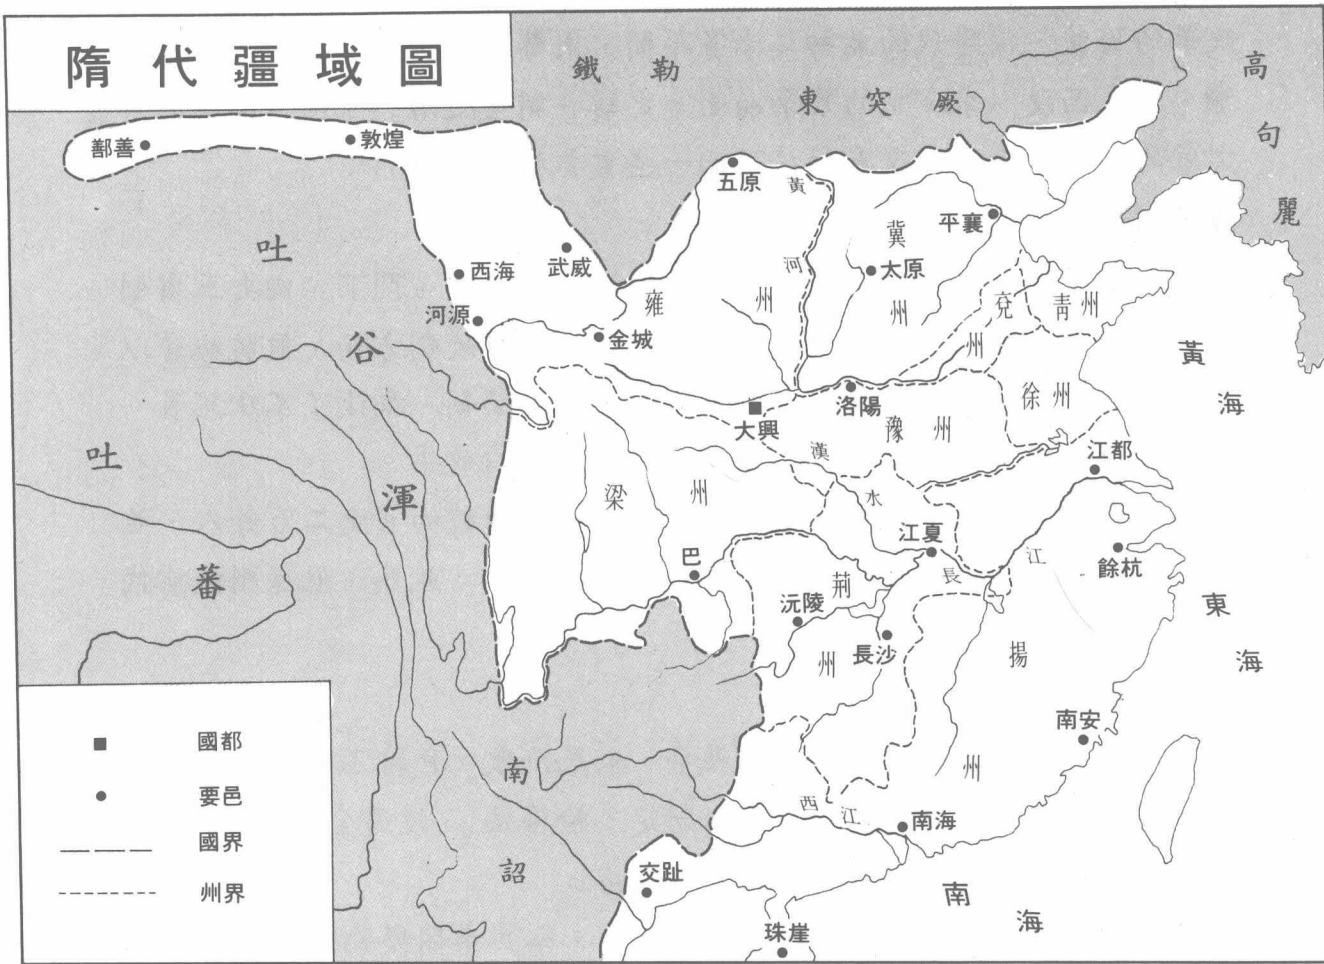 隋代疆域圖
鐵勒
東突厥
高句麗
鄯善
敦煌
五原
黃河
平襄
冀州
太原
吐谷渾
西海
武威
河源
金城
雍州
兗州
青州
黃海
徐州
洛陽
大興
豫州
漢水
江都
吐蕃
梁州
江夏
長江
餘杭
巴
荊州
沅陵
長沙
揚州
東海
南安
南詔
西江
南海
交趾
珠崖
南海
國都
要邑
國界
州界